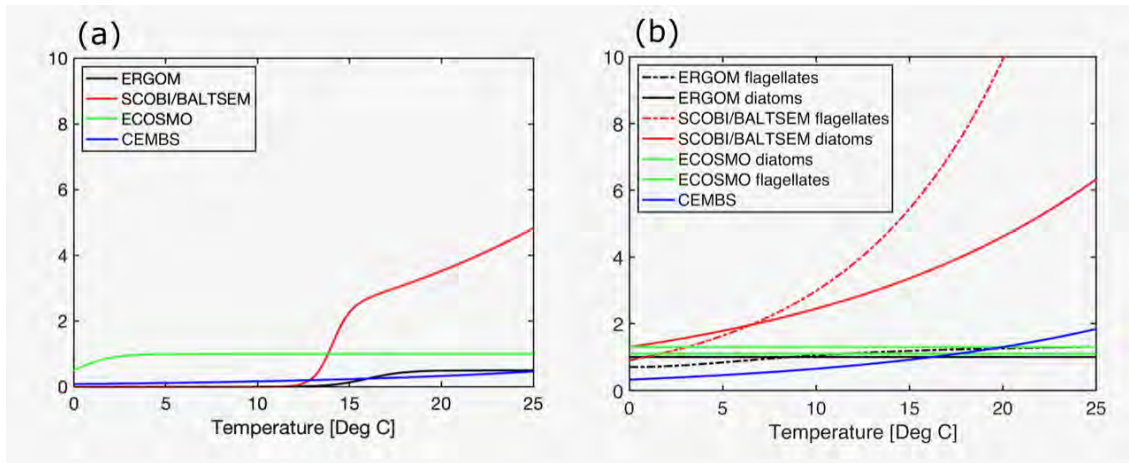 (a)
10
8
6
4
2
0
ERGOM
SCOBI/BALTSEM
ECOSMO
CEMBS
0 5 10 15 20 25
Temperature [Deg C]
(b)
10
8
6
4
2
0
ERGOM flagellates
ERGOM diatoms
SCOBI/BALTSEM flagellates
SCOBI/BALTSEM diatoms
ECOSMO diatoms
ECOSMO flagellates
CEMBS
0 5 10 15 20 25
Temperature [Deg C]